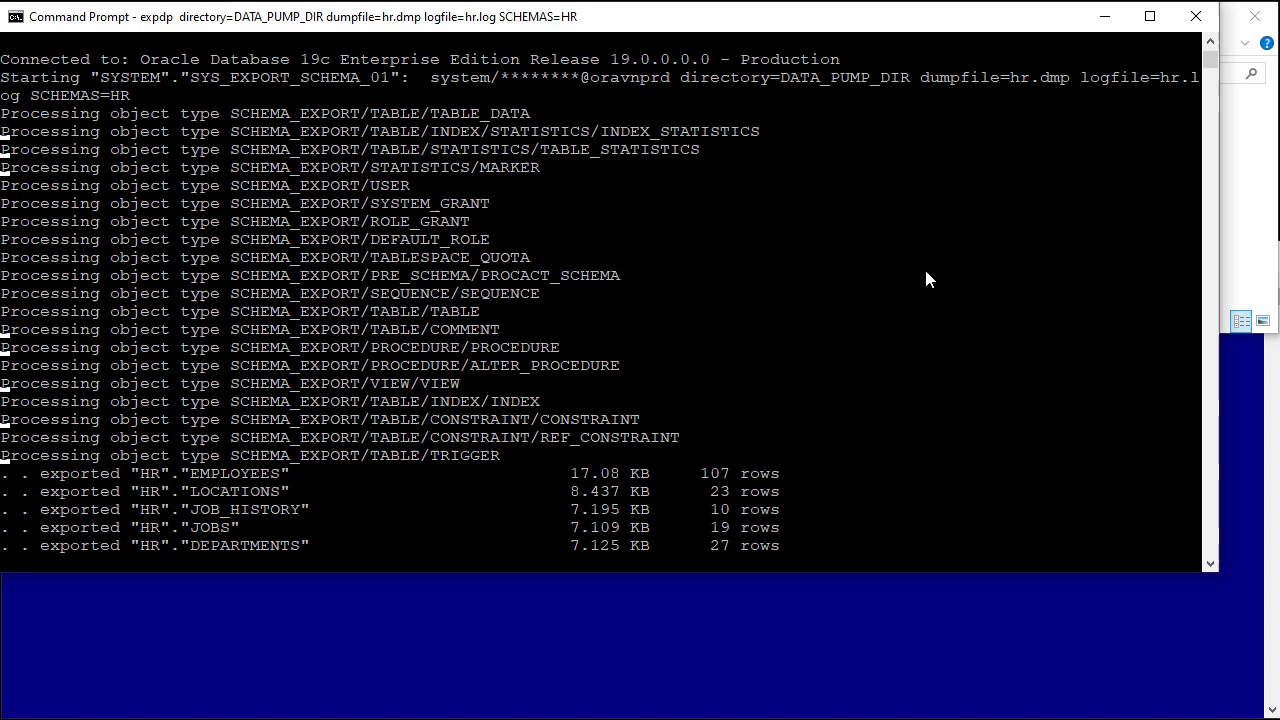 Command Prompt - expdp  directory=DATA_PUMP_DIR dumpfile=hr.dmp logfile=hr.log SCHEMAS=HR
Connected to: Oracle Database 19c Enterprise Edition Release 19.0.0.0.0 - Production
Starting "SYSTEM"."SYS_EXPORT_SCHEMA_01":  system/********@oravnprd directory=DATA_PUMP_DIR dumpfile=hr.dmp logfile=hr.l
og SCHEMAS=HR
Processing object type SCHEMA_EXPORT/TABLE/TABLE_DATA
Processing object type SCHEMA_EXPORT/TABLE/INDEX/STATISTICS/INDEX_STATISTICS
Processing object type SCHEMA_EXPORT/TABLE/STATISTICS/TABLE_STATISTICS
Processing object type SCHEMA_EXPORT/STATISTICS/MARKER
Processing object type SCHEMA_EXPORT/USER
Processing object type SCHEMA_EXPORT/SYSTEM_GRANT
Processing object type SCHEMA_EXPORT/ROLE_GRANT
Processing object type SCHEMA_EXPORT/DEFAULT_ROLE
Processing object type SCHEMA_EXPORT/TABLESPACE_QUOTA
Processing object type SCHEMA_EXPORT/PRE_SCHEMA/PROCACT_SCHEMA
Processing object type SCHEMA_EXPORT/SEQUENCE/SEQUENCE
Processing object type SCHEMA_EXPORT/TABLE/TABLE
Processing object type SCHEMA_EXPORT/TABLE/COMMENT
Processing object type SCHEMA_EXPORT/PROCEDURE/PROCEDURE
Processing object type SCHEMA_EXPORT/PROCEDURE/ALTER_PROCEDURE
Processing object type SCHEMA_EXPORT/VIEW/VIEW
Processing object type SCHEMA_EXPORT/TABLE/INDEX/INDEX
Processing object type SCHEMA_EXPORT/TABLE/CONSTRAINT/CONSTRAINT
Processing object type SCHEMA_EXPORT/TABLE/CONSTRAINT/REF_CONSTRAINT
Processing object type SCHEMA_EXPORT/TABLE/TRIGGER
. . exported "HR"."EMPLOYEES"                            17.08 KB     107 rows
. . exported "HR"."LOCATIONS"                            8.437 KB      23 rows
. . exported "HR"."JOB_HISTORY"                          7.195 KB      10 rows
. . exported "HR"."JOBS"                                 7.109 KB      19 rows
. . exported "HR"."DEPARTMENTS"                          7.125 KB      27 rows